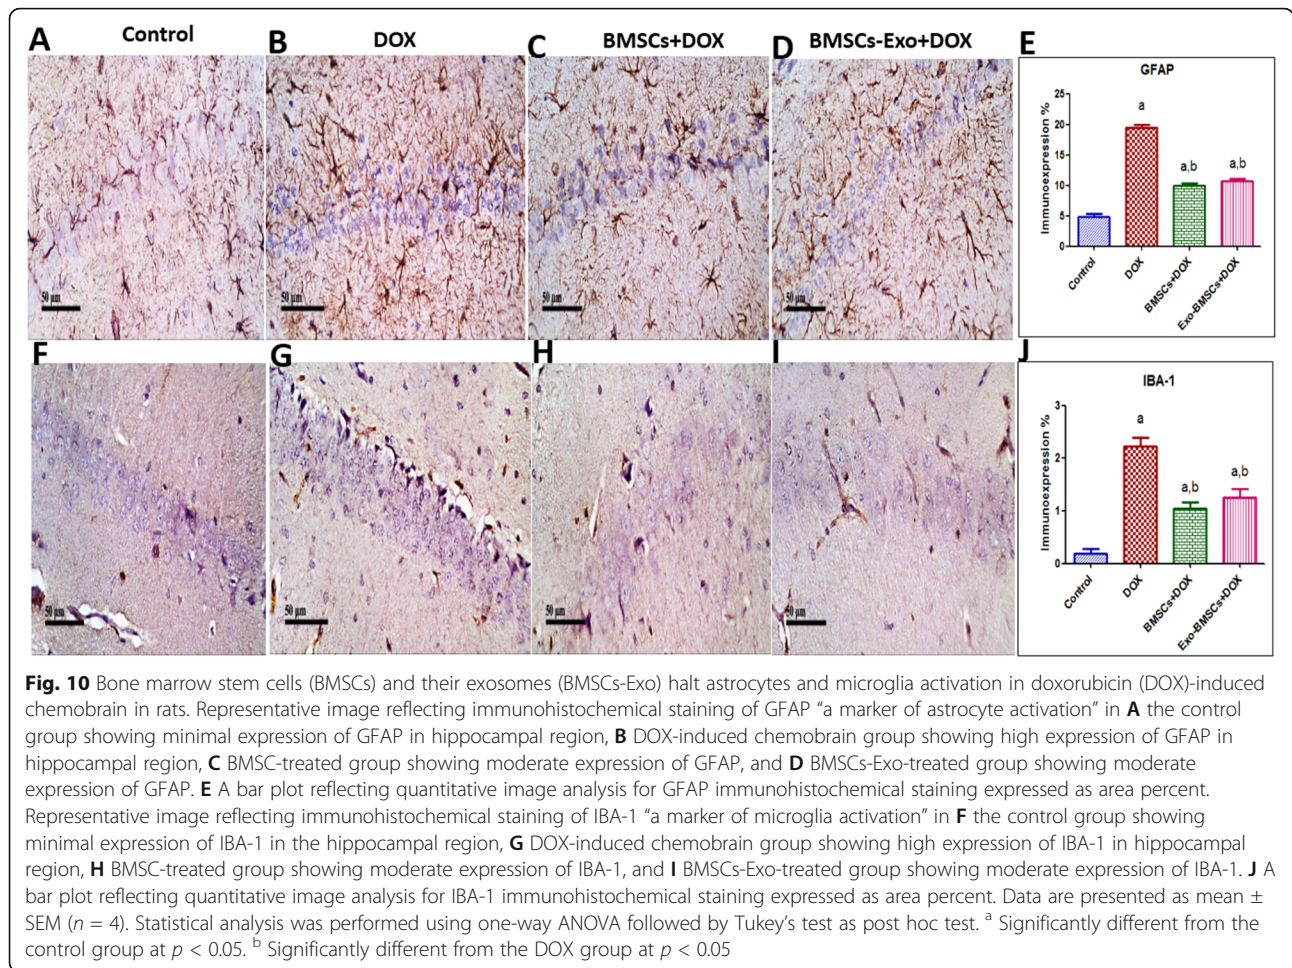 A Control B DOX C BMSCs+DOX D BMSCs-Exo+DOX E
GFAP
Immunoexpression %
25
20
15
10
5
0
a
a,b
a,b
Control
DOX
BMSCs+DOX
Exo-BMSCs+DOX
50 µm
50 µm
50 µm
50 µm
F G H I J
IBA-1
Immunoexpression %
3
2
1
0
a
a,b
a,b
Control
DOX
BMSCs+DOX
Exo-BMSCs+DOX
50 µm
50 µm
50 µm
50 µm
Fig. 10 Bone marrow stem cells (BMSCs) and their exosomes (BMSCs-Exo) halt astrocytes and microglia activation in doxorubicin (DOX)-induced
chemobrain in rats. Representative image reflecting immunohistochemical staining of GFAP “a marker of astrocyte activation” in A the control
group showing minimal expression of GFAP in hippocampal region, B DOX-induced chemobrain group showing high expression of GFAP in
hippocampal region, C BMSC-treated group showing moderate expression of GFAP, and D BMSCs-Exo-treated group showing moderate
expression of GFAP. E A bar plot reflecting quantitative image analysis for GFAP immunohistochemical staining expressed as area percent.
Representative image reflecting immunohistochemical staining of IBA-1 “a marker of microglia activation” in F the control group showing
minimal expression of IBA-1 in the hippocampal region, G DOX-induced chemobrain group showing high expression of IBA-1 in hippocampal
region, H BMSC-treated group showing moderate expression of IBA-1, and I BMSCs-Exo-treated group showing moderate expression of IBA-1. J A
bar plot reflecting quantitative image analysis for IBA-1 immunohistochemical staining expressed as area percent. Data are presented as mean ±
SEM (n = 4). Statistical analysis was performed using one-way ANOVA followed by Tukey’s test as post hoc test. a Significantly different from the
control group at p < 0.05. b Significantly different from the DOX group at p < 0.05